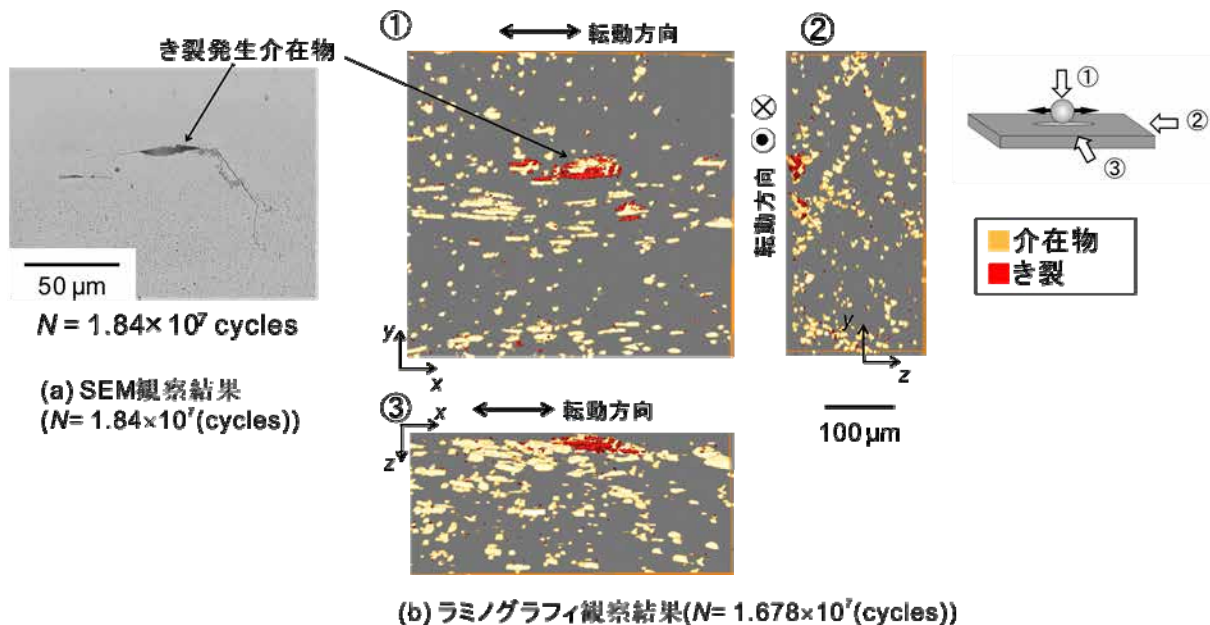 き裂発生介在物
50 μm
N = 1.84×10⁷ cycles
(a) SEM観察結果
(N= 1.84×10⁷(cycles))
①
転動方向
y
x
②
転動方向
y
z
100 μm
③
x
転動方向
z
(b) ラミノグラフィ観察結果(N= 1.678×10⁷(cycles))
①
②
③
介在物
き裂